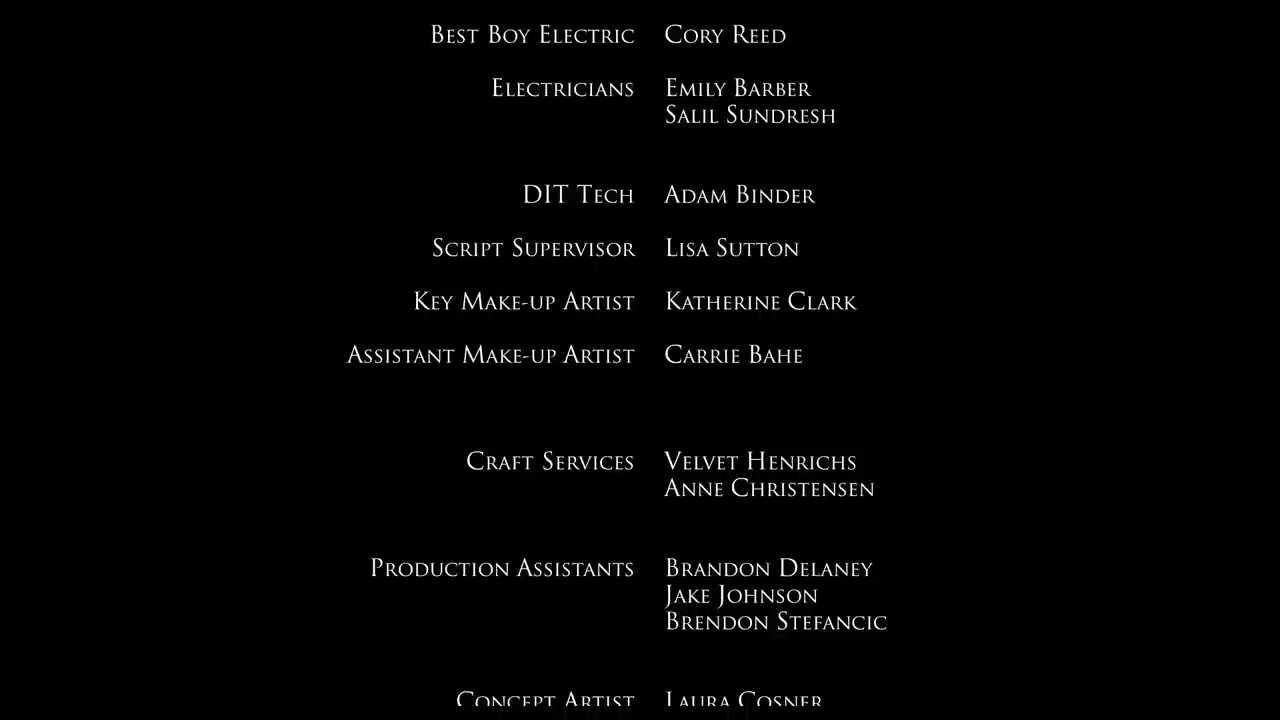 Best Boy Electric Cory Reed
Electricians Emily Barber
Salil Sundresh
DIT Tech Adam Binder
Script Supervisor Lisa Sutton
Key Make-up Artist Katherine Clark
Assistant Make-up Artist Carrie Bahe
Craft Services Velvet Henrichs
Anne Christensen
Production Assistants Brandon Delaney
Jake Johnson
Brendon Stefancic
Concept Artist Laura Cosner